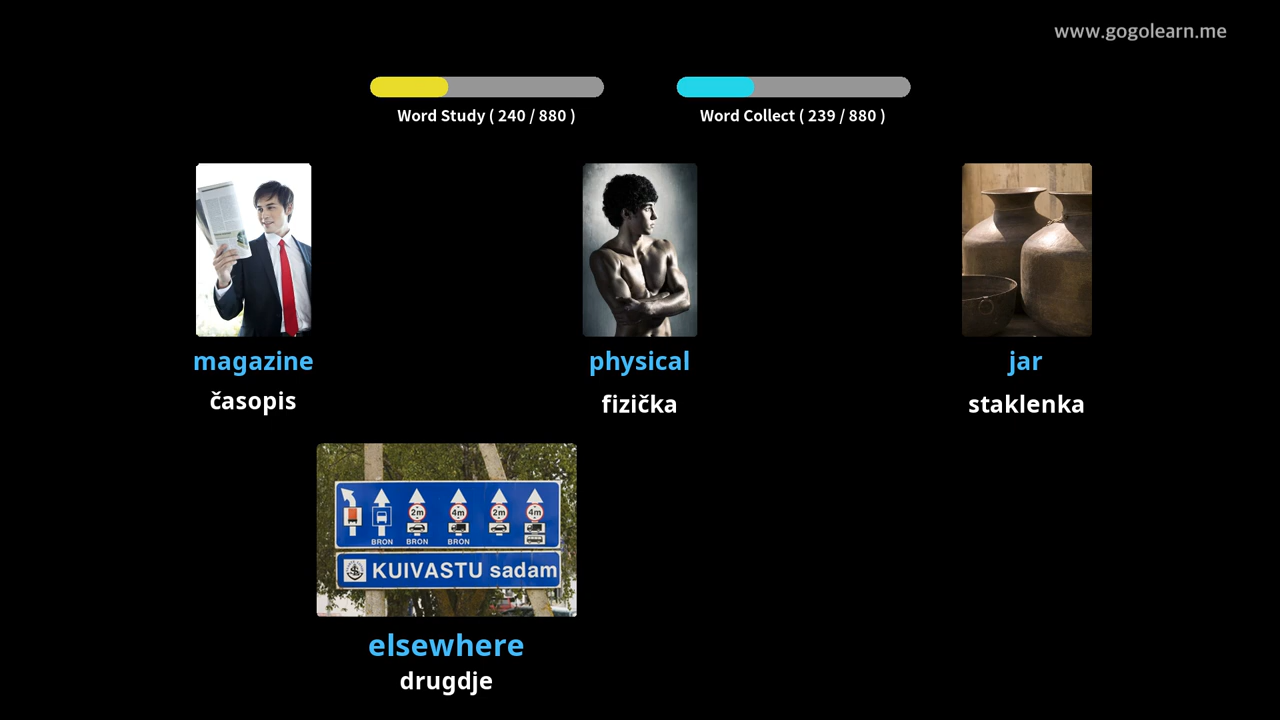 www.gogolearn.me
Word Study ( 240 / 880 )
Word Collect ( 239 / 880 )
magazine
časopis
physical
fizička
jar
staklenka
2m
4m
2m
4m
BRON
BRON
BRON
KUIVASTU sadam
elsewhere
drugdje